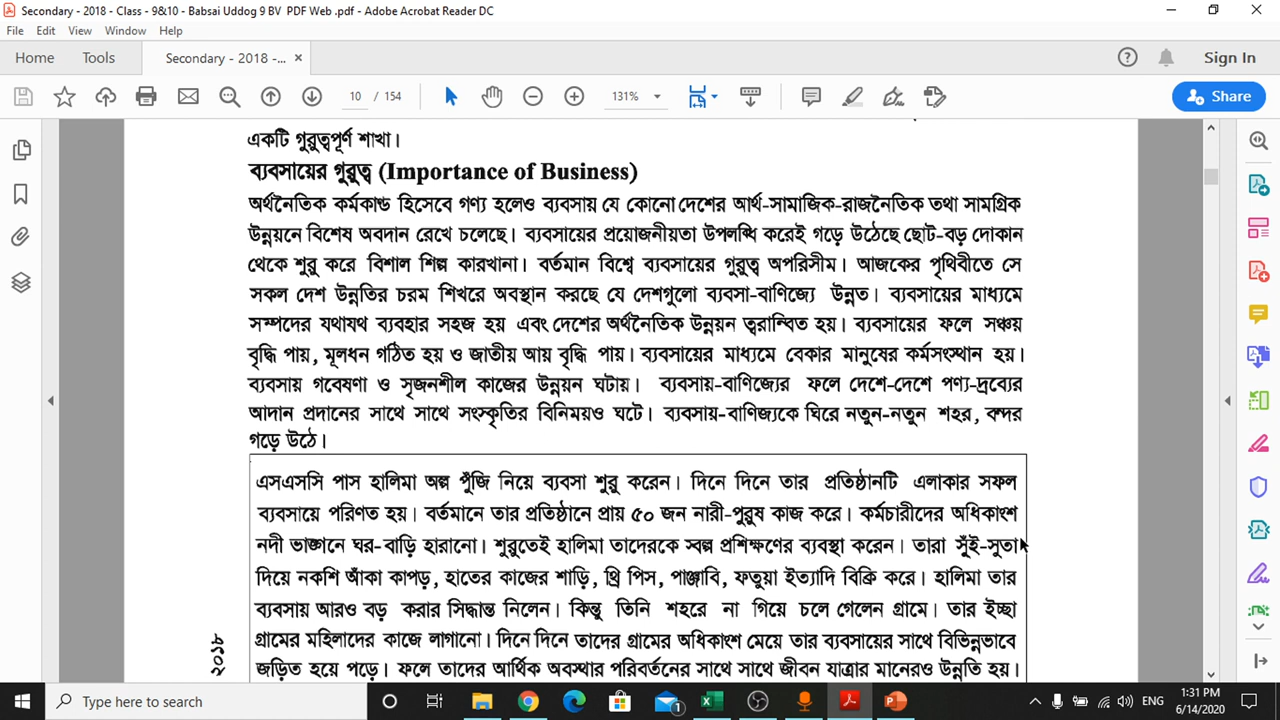 Secondary - 2018 - Class - 9&10 - Babsai Uddog 9 BV PDF Web .pdf - Adobe Acrobat Reader DC
File Edit View Window Help
Home Tools Secondary - 2018 -... × Sign In
10 / 154 131% Share
একটি গুরুত্বপূর্ণ শাখা।
ব্যবসায়ের গুরুত্ব (Importance of Business)
অর্থনৈতিক কর্মকান্ড হিসেবে গণ্য হলেও ব্যবসায় যে কোনো দেশের আর্থ-সামাজিক-রাজনৈতিক তথা সামগ্রিক
উন্নয়নে বিশেষ অবদান রেখে চলেছে। ব্যবসায়ের প্রয়োজনীয়তা উপলব্ধি করেই গড়ে উঠেছে ছোট-বড় দোকান
থেকে শুরু করে বিশাল শিল্প কারখানা। বর্তমান বিশ্বে ব্যবসায়ের গুরুত্ব অপরিসীম। আজকের পৃথিবীতে সে
সকল দেশ উন্নতির চরম শিখরে অবস্থান করছে যে দেশগুলো ব্যবসা-বাণিজ্যে উন্নত। ব্যবসায়ের মাধ্যমে
সম্পদের যথাযথ ব্যবহার সহজ হয় এবং দেশের অর্থনৈতিক উন্নয়ন ত্বরান্বিত হয়। ব্যবসায়ের ফলে সঞ্চয়
বৃদ্ধি পায়, মূলধন গঠিত হয় ও জাতীয় আয় বৃদ্ধি পায়। ব্যবসায়ের মাধ্যমে বেকার মানুষের কর্মসংস্থান হয়।
ব্যবসায় গবেষণা ও সৃজনশীল কাজের উন্নয়ন ঘটায়। ব্যবসায়-বাণিজ্যের ফলে দেশে-দেশে পণ্য-দ্রব্যের
আদান প্রদানের সাথে সাথে সংস্কৃতির বিনিময়ও ঘটে। ব্যবসায়-বাণিজ্যকে ঘিরে নতুন-নতুন শহর, বন্দর
গড়ে উঠে।
এসএসসি পাস হালিমা অল্প পুঁজি নিয়ে ব্যবসা শুরু করেন। দিনে দিনে তার প্রতিষ্ঠানটি এলাকার সফল
ব্যবসায়ে পরিণত হয়। বর্তমানে তার প্রতিষ্ঠানে প্রায় ৫০ জন নারী-পুরুষ কাজ করে। কর্মচারীদের অধিকাংশ
নদী ভাঙ্গনে ঘর-বাড়ি হারানো। শুরুতেই হালিমা তাদেরকে স্বল্প প্রশিক্ষণের ব্যবস্থা করেন। তারা সুঁই-সুতা
দিয়ে নকশি আঁকা কাপড়, হাতের কাজের শাড়ি, থ্রি পিস, পাঞ্জাবি, ফতুয়া ইত্যাদি বিক্রি করে। হালিমা তার
ব্যবসায় আরও বড় করার সিদ্ধান্ত নিলেন। কিন্তু তিনি শহরে না গিয়ে চলে গেলেন গ্রামে। তার ইচ্ছা
গ্রামের মহিলাদের কাজে লাগানো। দিনে দিনে তাদের গ্রামের অধিকাংশ মেয়ে তার ব্যবসায়ের সাথে বিভিন্নভাবে
জড়িত হয়ে পড়ে। ফলে তাদের আর্থিক অবস্থার পরিবর্তনের সাথে সাথে জীবন যাত্রার মানেরও উন্নতি হয়।
২০১৮
Type here to search
1
ENG
1:31 PM
6/14/2020